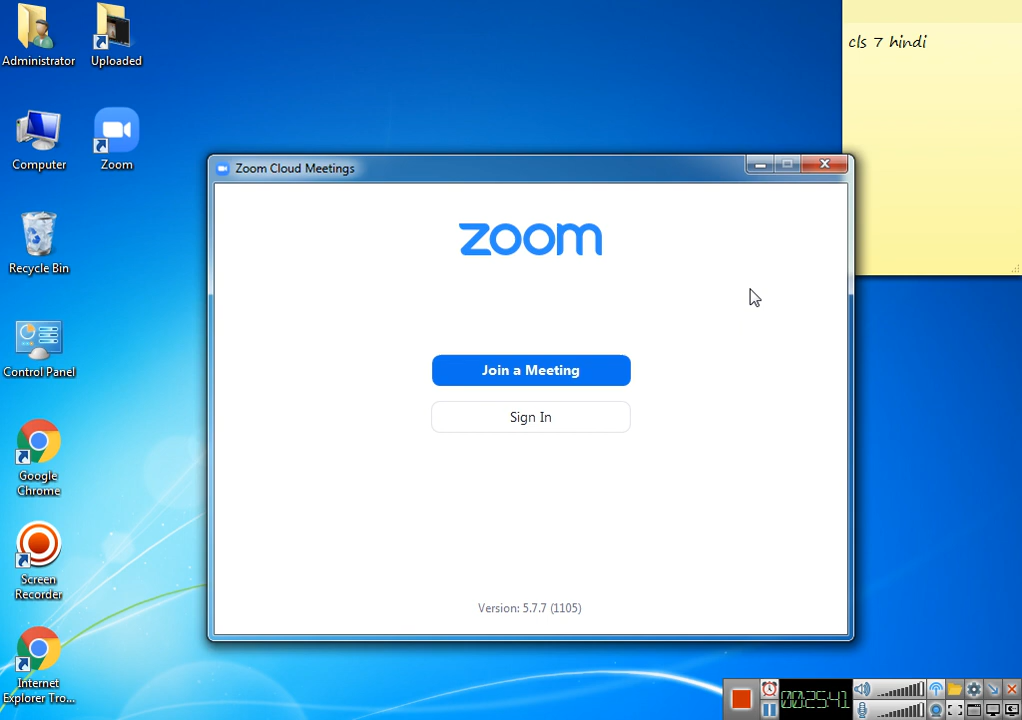 Administrator
Uploaded
cls 7 hindi
Computer
Zoom
Zoom Cloud Meetings
zoom
Recycle Bin
Join a Meeting
Control Panel
Sign In
Google
Chrome
Screen
Recorder
Version: 5.7.7 (1105)
Internet
Explorer Tro...
00:25:41